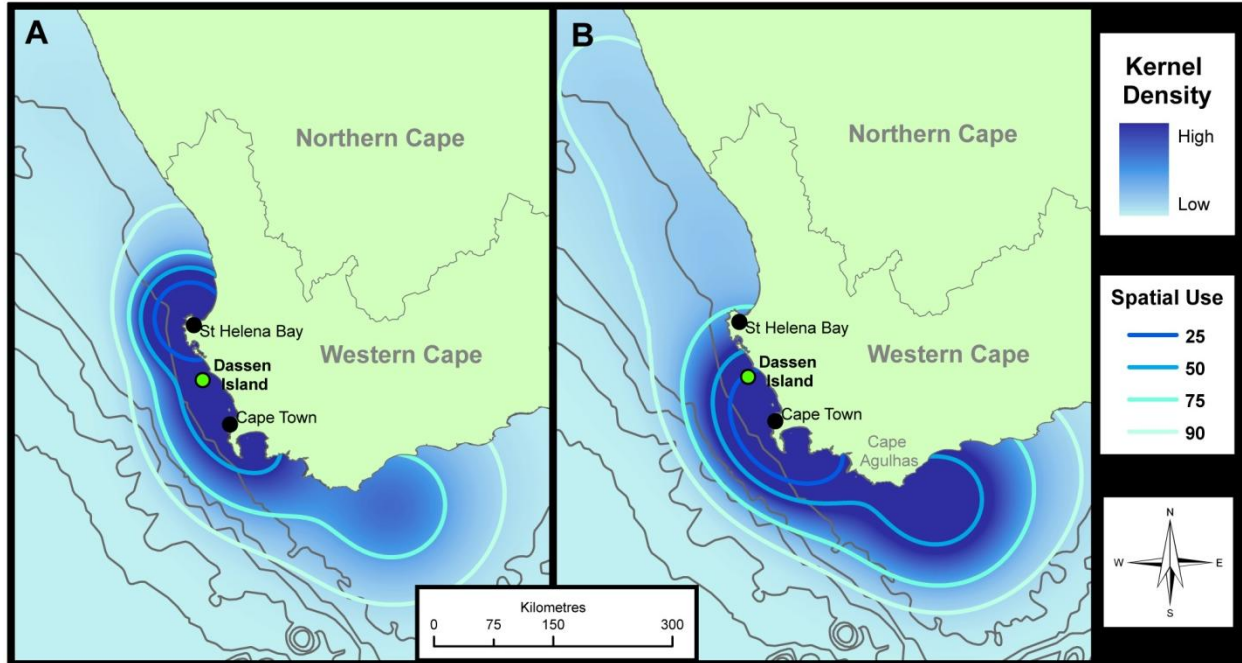 A
Northern Cape
St Helena Bay
Western Cape
Dassen
Island
Cape Town
B
Northern Cape
St Helena Bay
Western Cape
Dassen
Island
Cape Town
Cape
Agulhas
Kilometres
0 75 150 300
Kernel
Density
High
Low
Spatial Use
25
50
75
90
N
W E
S